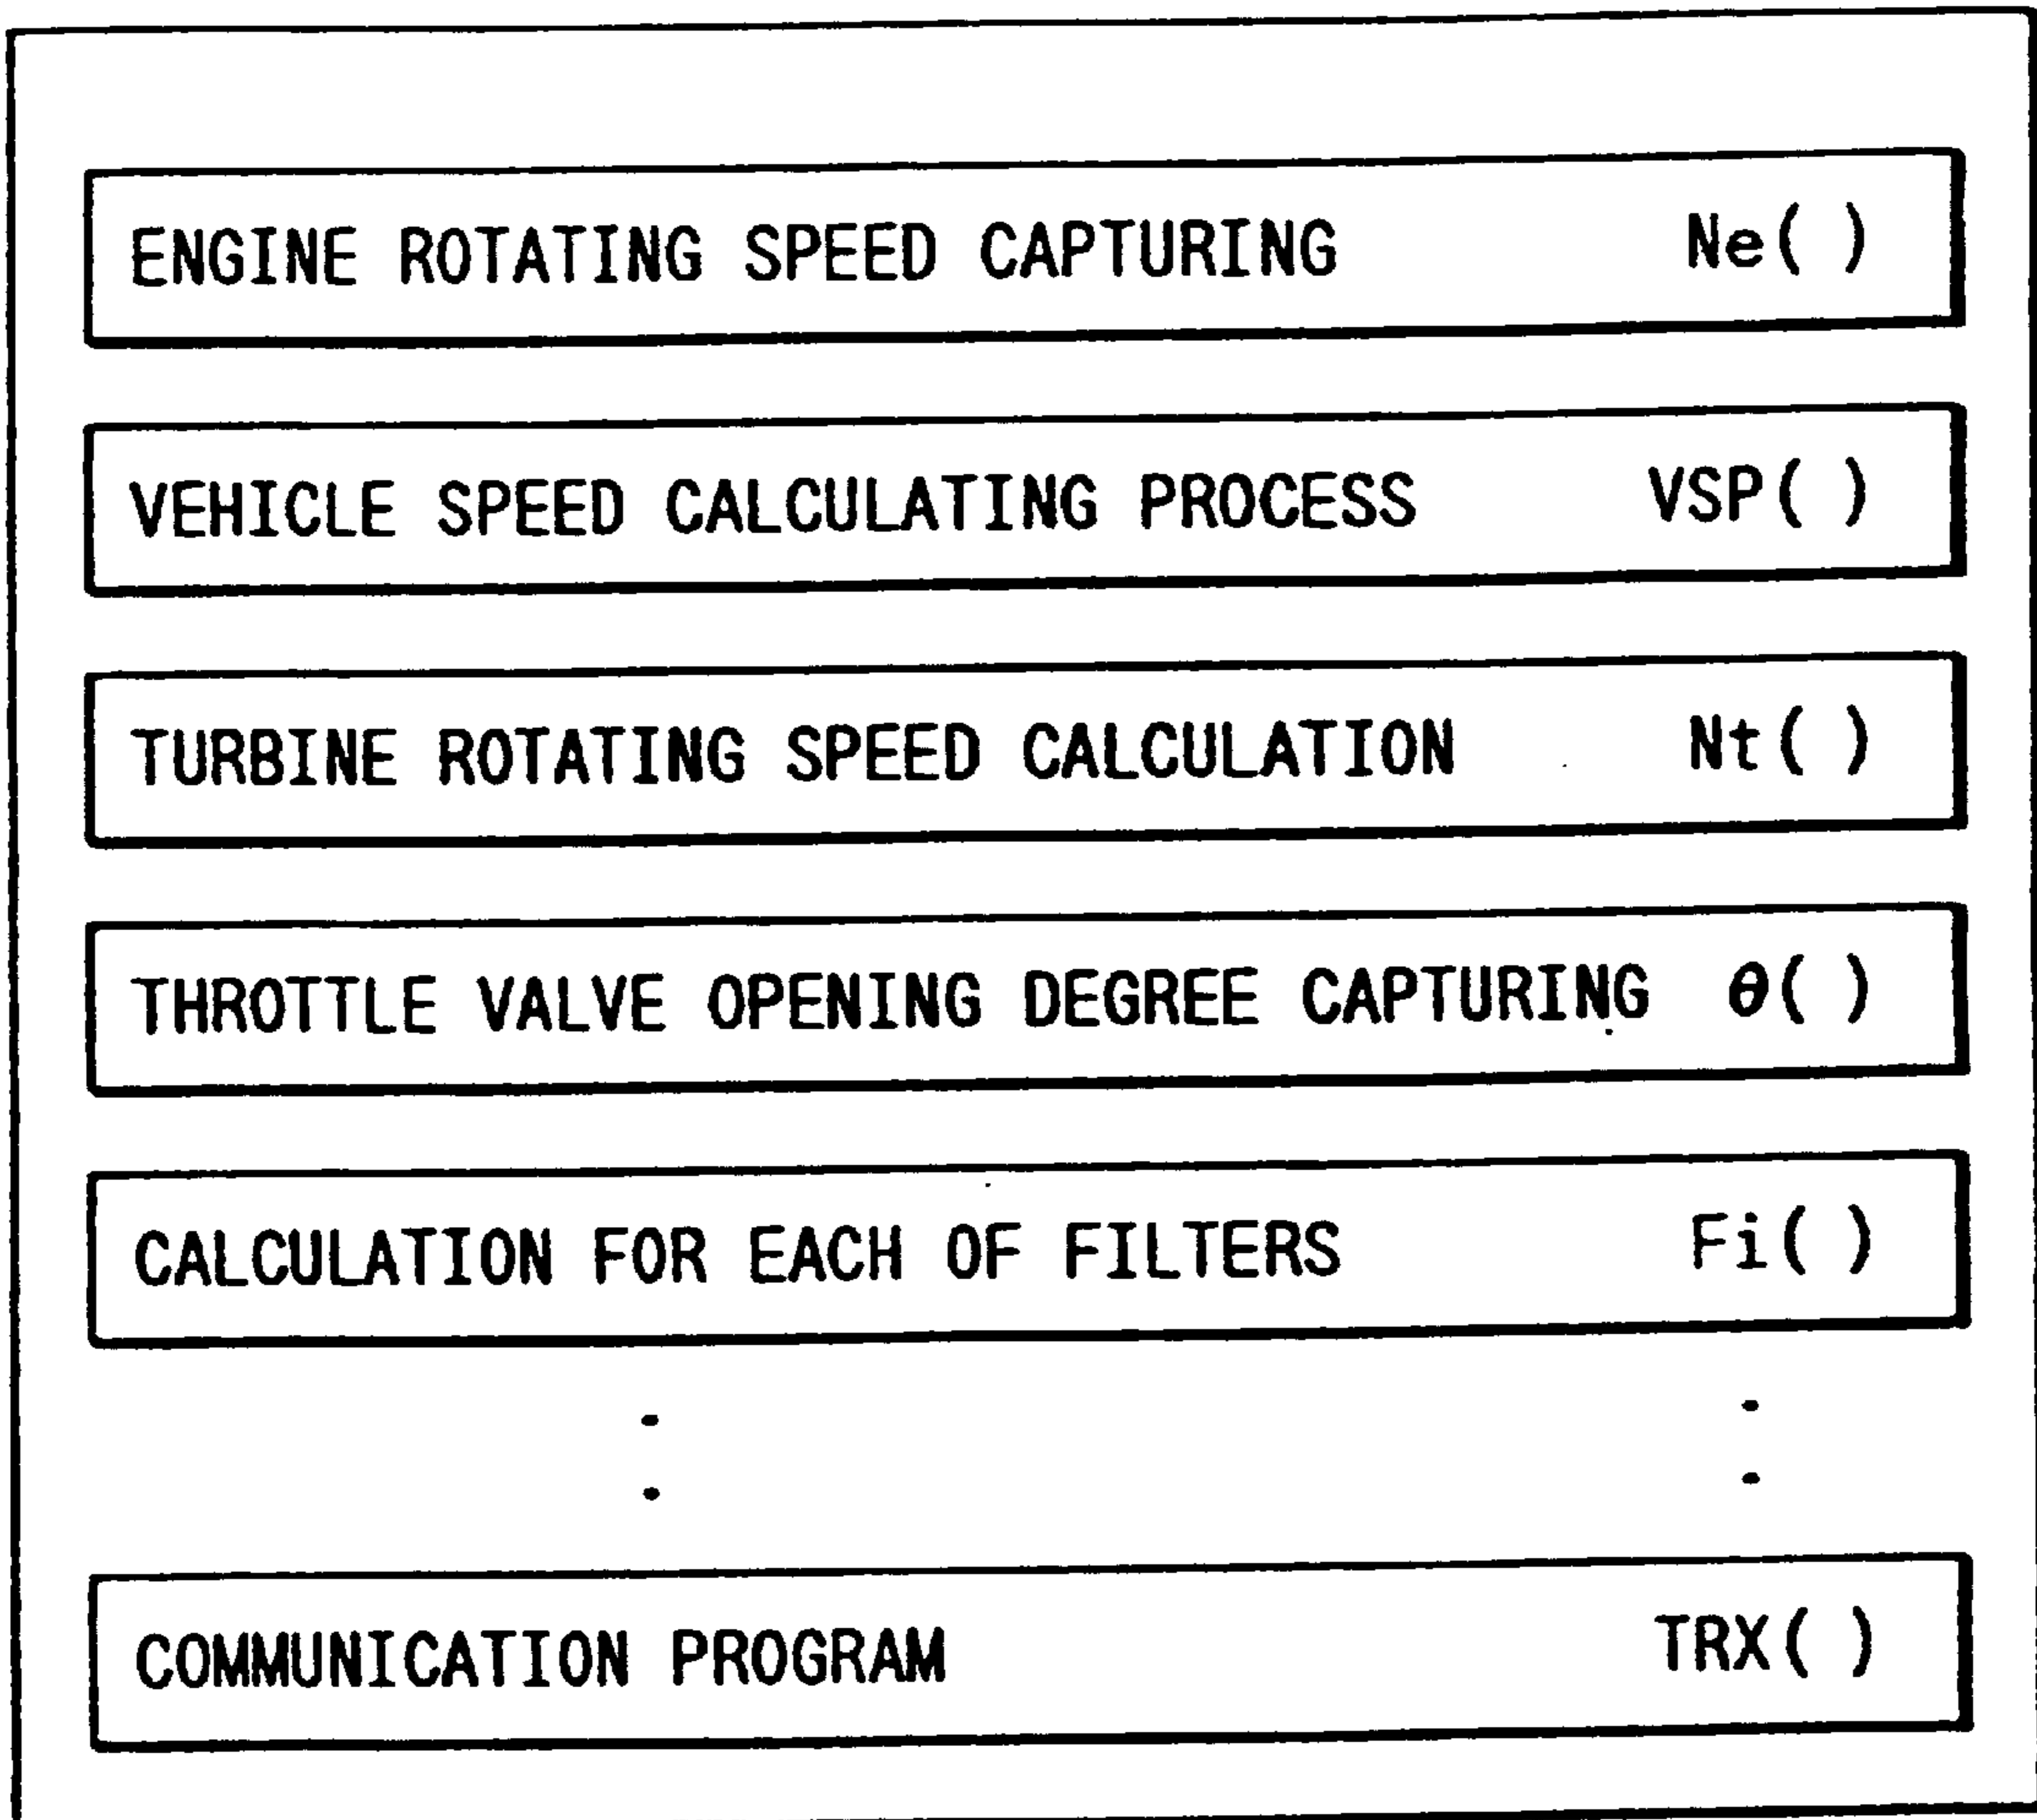 ENGINE ROTATING SPEED CAPTURING Ne( )
VEHICLE SPEED CALCULATING PROCESS VSP( )
TURBINE ROTATING SPEED CALCULATION Nt( )
THROTTLE VALVE OPENING DEGREE CAPTURING θ( )
CALCULATION FOR EACH OF FILTERS Fi( )
: :
COMMUNICATION PROGRAM TRX( )